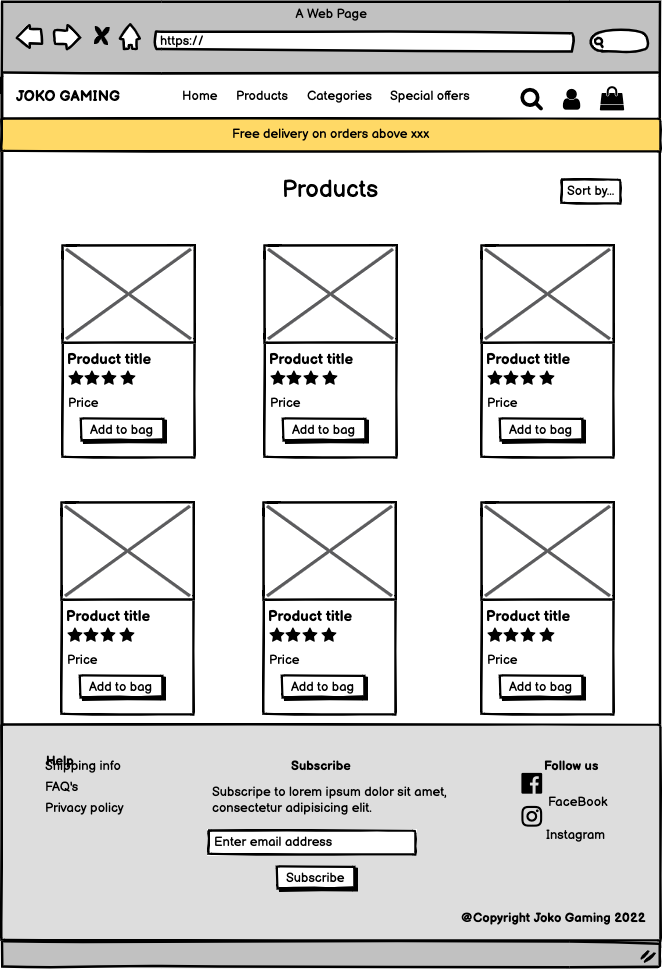 A Web Page
https://
JOKO GAMING Home Products Categories Special offers
Free delivery on orders above xxx
Products
Sort by...
Product title Product title Product title
Price Price Price
Add to bag Add to bag Add to bag
Product title Product title Product title
Price Price Price
Add to bag Add to bag Add to bag
Help
Shipping info
FAQ's
Privacy policy
Subscribe
Subscripe to lorem ipsum dolor sit amet,
consectetur adipisicing elit.
Enter email address
Subscribe
Follow us
FaceBook
Instagram
@Copyright Joko Gaming 2022